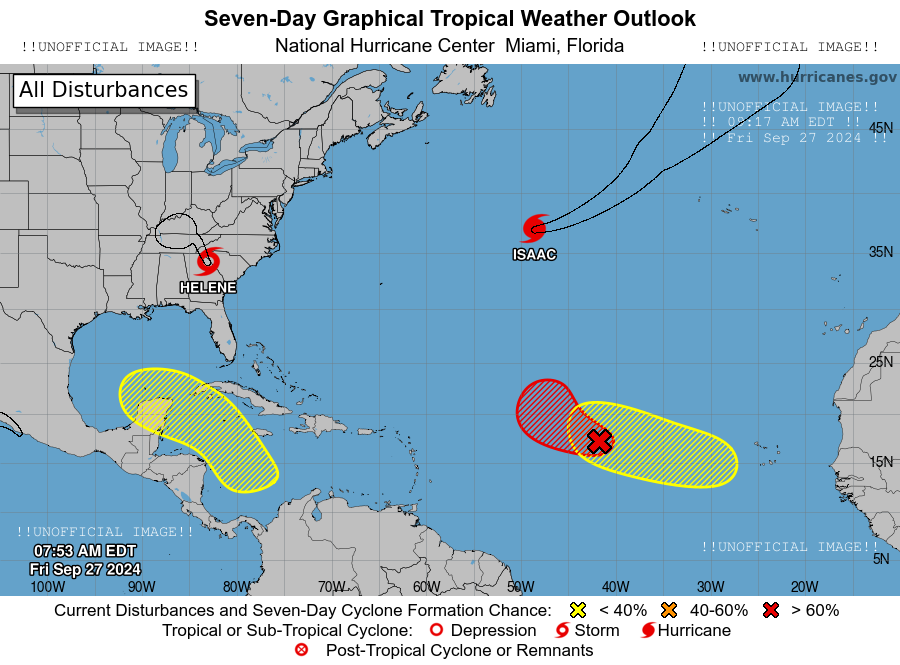 Seven-Day Graphical Tropical Weather Outlook
!!UNOFFICIAL IMAGE!!
National Hurricane Center Miami, Florida
!!UNOFFICIAL IMAGE!!
All Disturbances
www.hurricanes.gov
!!UNOFFICIAL IMAGE!!
!! 08:17 AM EDT !!
!! Fri Sep 27 2024 !!
45N
35N
ISAAC
HELENE
25N
15N
!!UNOFFICIAL IMAGE!!
07:53 AM EDT
Fri Sep 27 2024
!!UNOFFICIAL IMAGE!!
5N
100W 90W 80W 70W 60W 50W 40W 30W 20W
Current Disturbances and Seven-Day Cyclone Formation Chance: < 40% 40-60% > 60%
Tropical or Sub-Tropical Cyclone: Depression Storm Hurricane
Post-Tropical Cyclone or Remnants